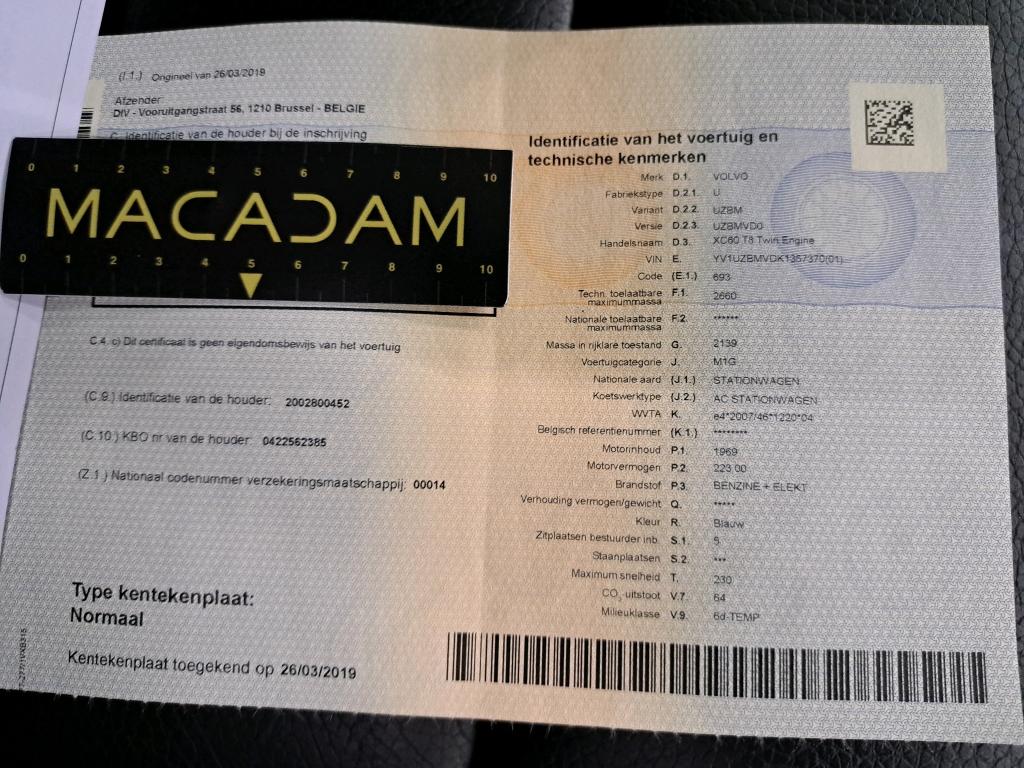 (I.1.) Origineel van 26/03/2019
Afzender:
DIV - Vooruitgangstraat 56, 1210 Brussel - BELGIE
C. Identificatie van de houder bij de inschrijving
0 1 2 3 4 5 6 7 8 9 10
MACADAM
0 1 2 3 4 5 6 7 8 9 10
C.4. c) Dit certificaat is geen eigendomsbewijs van het voertuig
(C.9.) Identificatie van de houder: 2002800452
(C.10.) KBO nr van de houder: 0422562385
(Z.1.) Nationaal codenummer verzekeringsmaatschappij: 00014
Type kentekenplaat:
Normaal
Kentekenplaat toegekend op 26/03/2019
Identificatie van het voertuig en
technische kenmerken
Merk D.1. VOLVO
Fabriekstype D.2.1. U
Variant D.2.2. UZBM
Versie D.2.3. UZBMVD0
Handelsnaam D.3. XC60 T8 Twin Engine
VIN E. YV1UZBMVDK1357370(01)
Code (E.1.) 693
Techn. toelaatbare
maximummassa F.1. 2660
Nationale toelaatbare
maximummassa F.2. ******
Massa in rijklare toestand G. 2139
Voertuigcategorie J. M1G
Nationale aard (J.1.) STATIONWAGEN
Koetswerktype (J.2.) AC STATIONWAGEN
WVTA K. e4*2007/46*1220*04
Belgisch referentienummer (K.1.) ********
Motorinhoud P.1. 1969
Motorvermogen P.2. 223.00
Brandstof P.3. BENZINE + ELEKT
Verhouding vermogen/gewicht Q. *****
Kleur R. Blauw
Zitplaatsen bestuurder inb. S.1. 5
Staanplaatsen S.2. ***
Maximum snelheid T. 230
CO₂-uitstoot V.7. 64
Milieuklasse V.9. 6d-TEMP